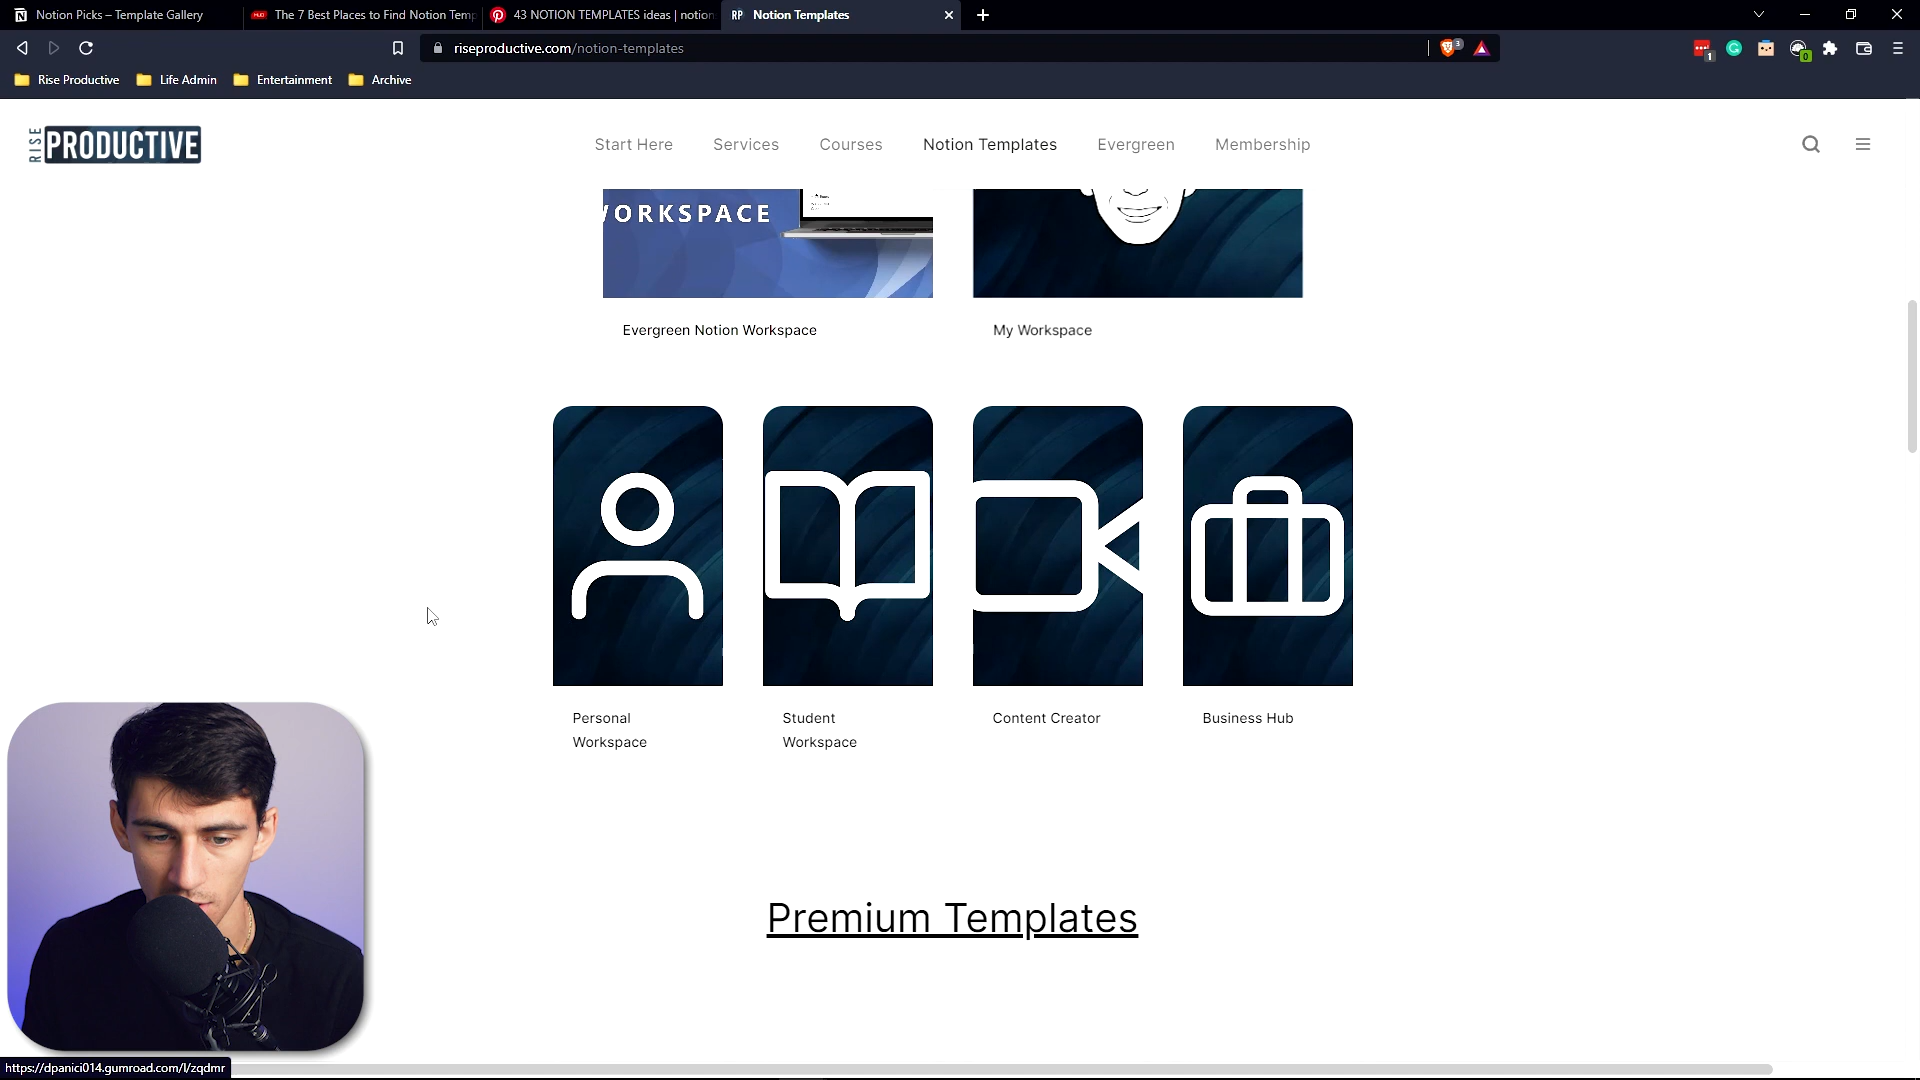 Notion Picks – Template Gallery
The 7 Best Places to Find Notion Temp
43 NOTION TEMPLATES ideas | notion
RP Notion Templates
riseproductive.com/notion-templates
3
1
0
Rise Productive
Life Admin
Entertainment
Archive
RISE PRODUCTIVE
Start Here
Services
Courses
Notion Templates
Evergreen
Membership
WORKSPACE
Evergreen Notion Workspace
My Workspace
Personal
Workspace
Student
Workspace
Content Creator
Business Hub
Premium Templates
https://dpanici014.gumroad.com/l/zqdmr